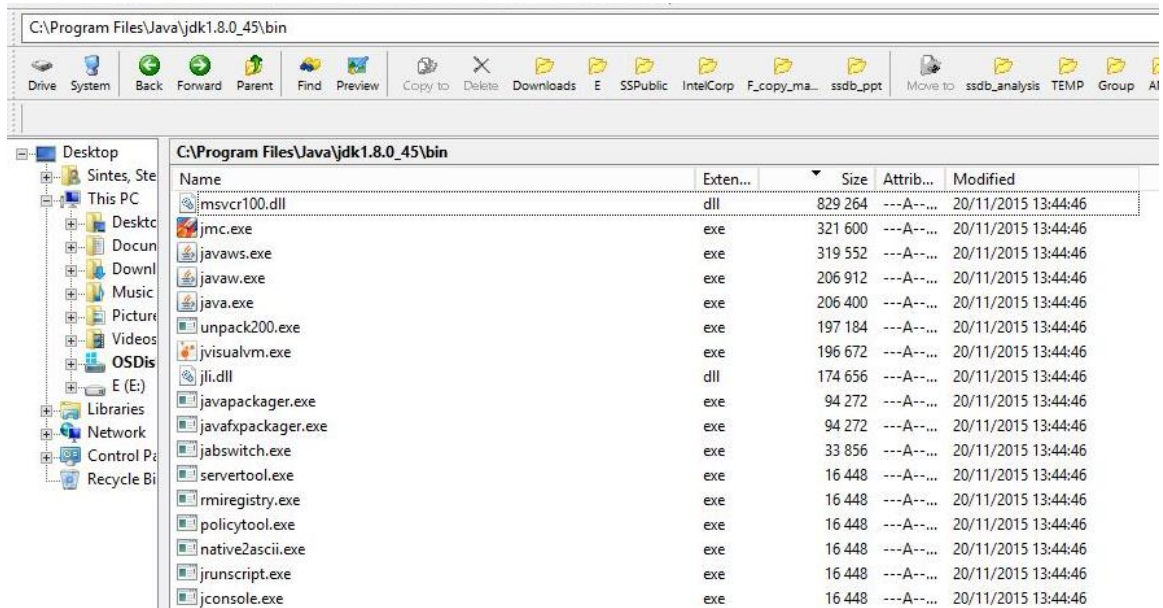 C:\Program Files\Java\jdk1.8.0_45\bin
Drive System Back Forward Parent Find Preview Copy to Delete Downloads E SSPublic IntelCorp F_copy_ma... ssdb_ppt Move to ssdb_analysis TEMP Group
Desktop
Sintes, Ste
This PC
Deskto
Docun
Downl
Music
Picture
Videos
OSDis
E (E:)
Libraries
Network
Control Pa
Recycle Bi
C:\Program Files\Java\jdk1.8.0_45\bin
Name Exten... Size Attrib... Modified
msvcr100.dll dll 829 264 ---A--... 20/11/2015 13:44:46
jmc.exe exe 321 600 ---A--... 20/11/2015 13:44:46
javaws.exe exe 319 552 ---A--... 20/11/2015 13:44:46
javaw.exe exe 206 912 ---A--... 20/11/2015 13:44:46
java.exe exe 206 400 ---A--... 20/11/2015 13:44:46
unpack200.exe exe 197 184 ---A--... 20/11/2015 13:44:46
jvisualvm.exe exe 196 672 ---A--... 20/11/2015 13:44:46
jli.dll dll 174 656 ---A--... 20/11/2015 13:44:46
javapackager.exe exe 94 272 ---A--... 20/11/2015 13:44:46
javafxpackager.exe exe 94 272 ---A--... 20/11/2015 13:44:46
jabswitch.exe exe 33 856 ---A--... 20/11/2015 13:44:46
servertool.exe exe 16 448 ---A--... 20/11/2015 13:44:46
rmiregistry.exe exe 16 448 ---A--... 20/11/2015 13:44:46
policytool.exe exe 16 448 ---A--... 20/11/2015 13:44:46
native2ascii.exe exe 16 448 ---A--... 20/11/2015 13:44:46
jrunscript.exe exe 16 448 ---A--... 20/11/2015 13:44:46
jconsole.exe exe 16 448 ---A--... 20/11/2015 13:44:46